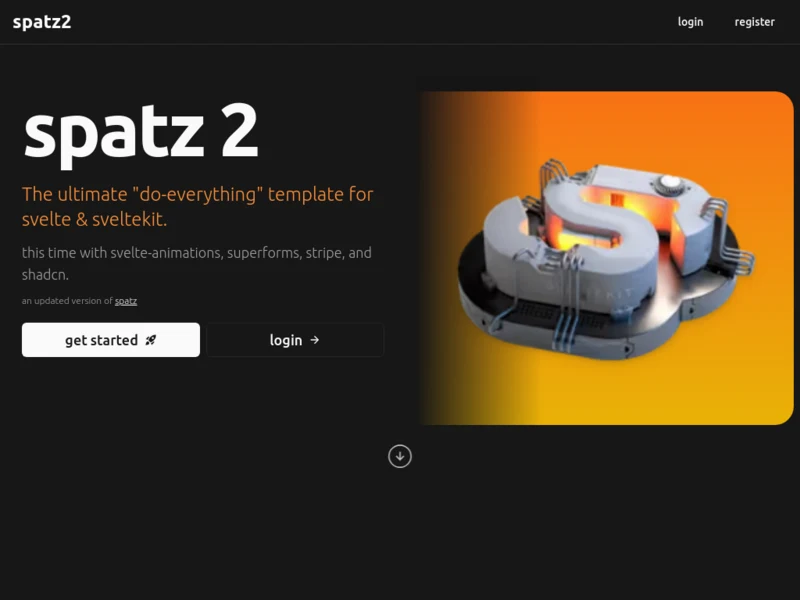 spatz2
login
register
spatz 2
The ultimate "do-everything" template for
svelte & sveltekit.
this time with svelte-animations, superforms, stripe, and
shadcn.
an updated version of spatz
get started
login